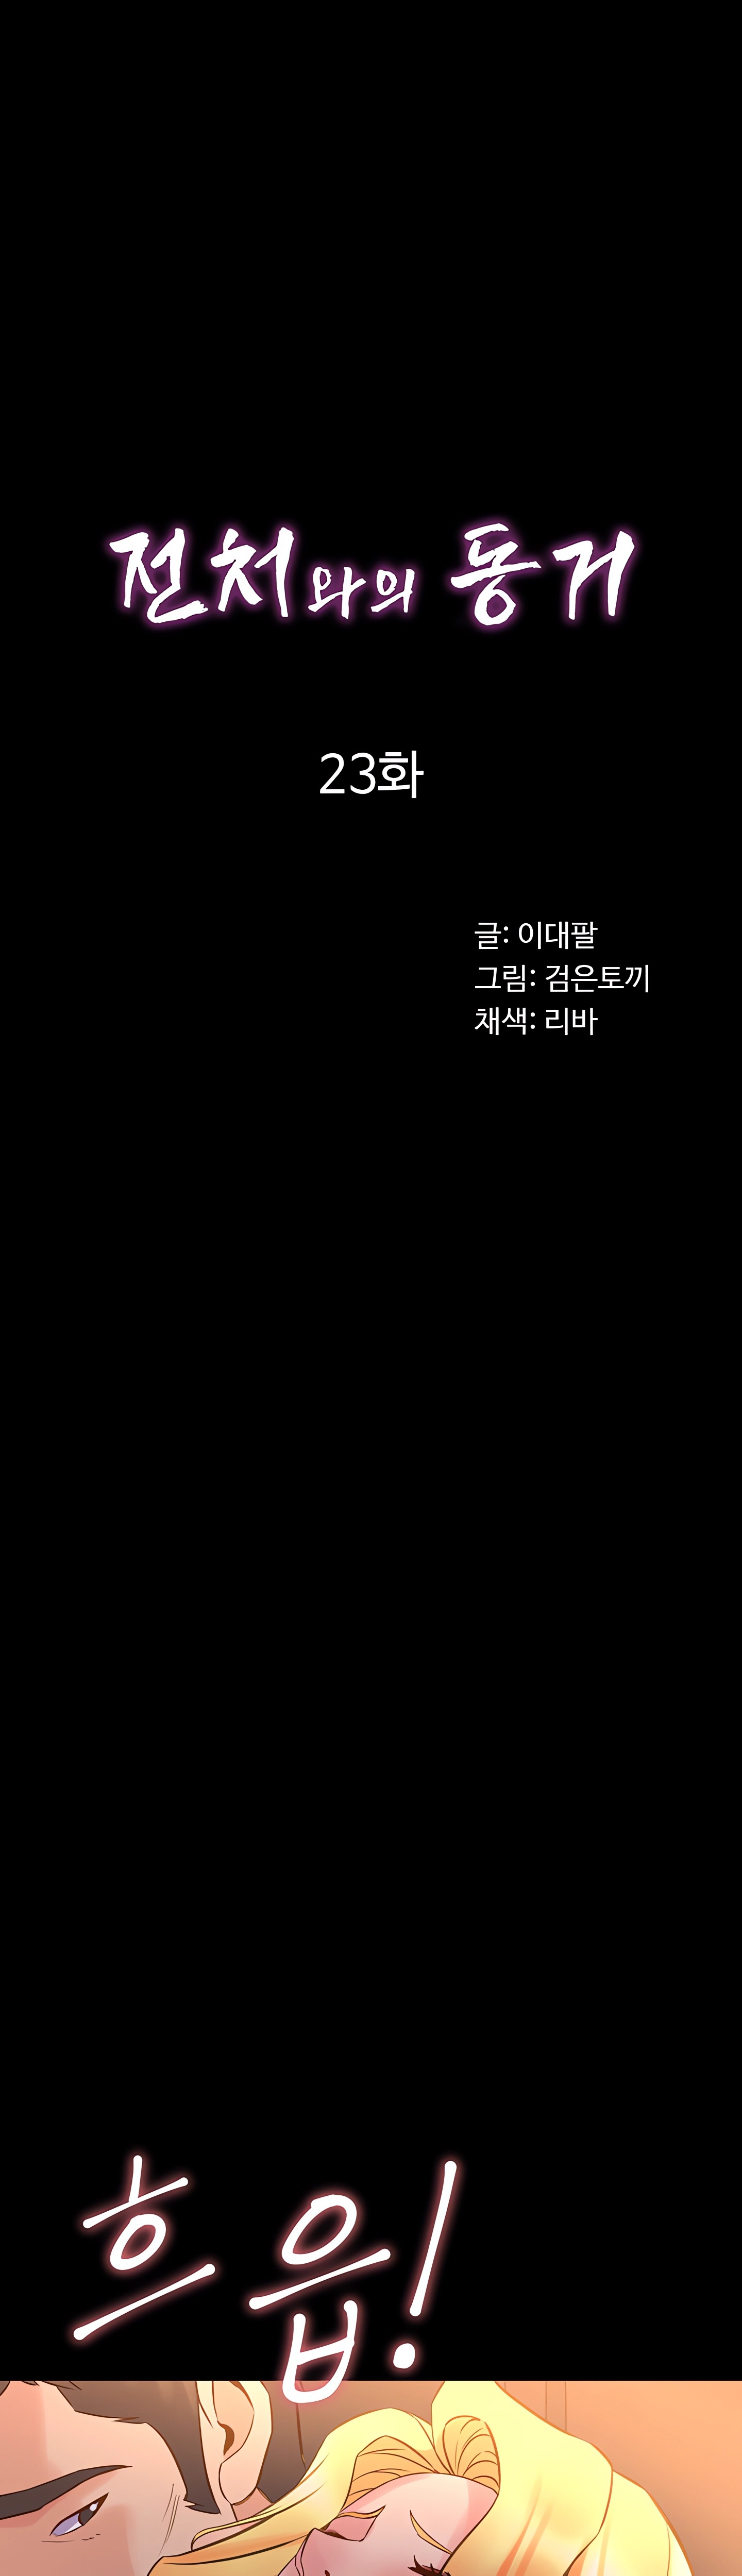 전처와의 동거
23화
글: 이대팔
그림: 검은토끼
채색: 리바
흐읍!